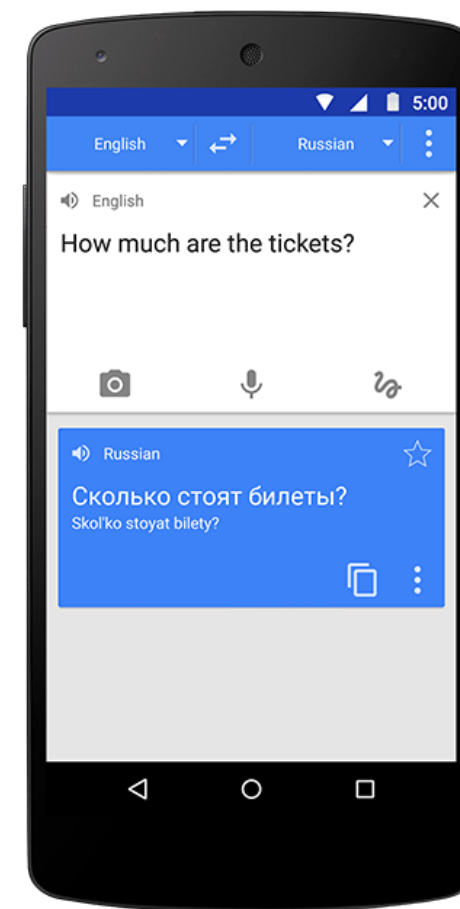 5:00
English Russian
English
How much are the tickets?
Russian
Сколько стоят билеты?
Skol'ko stoyat bilety?